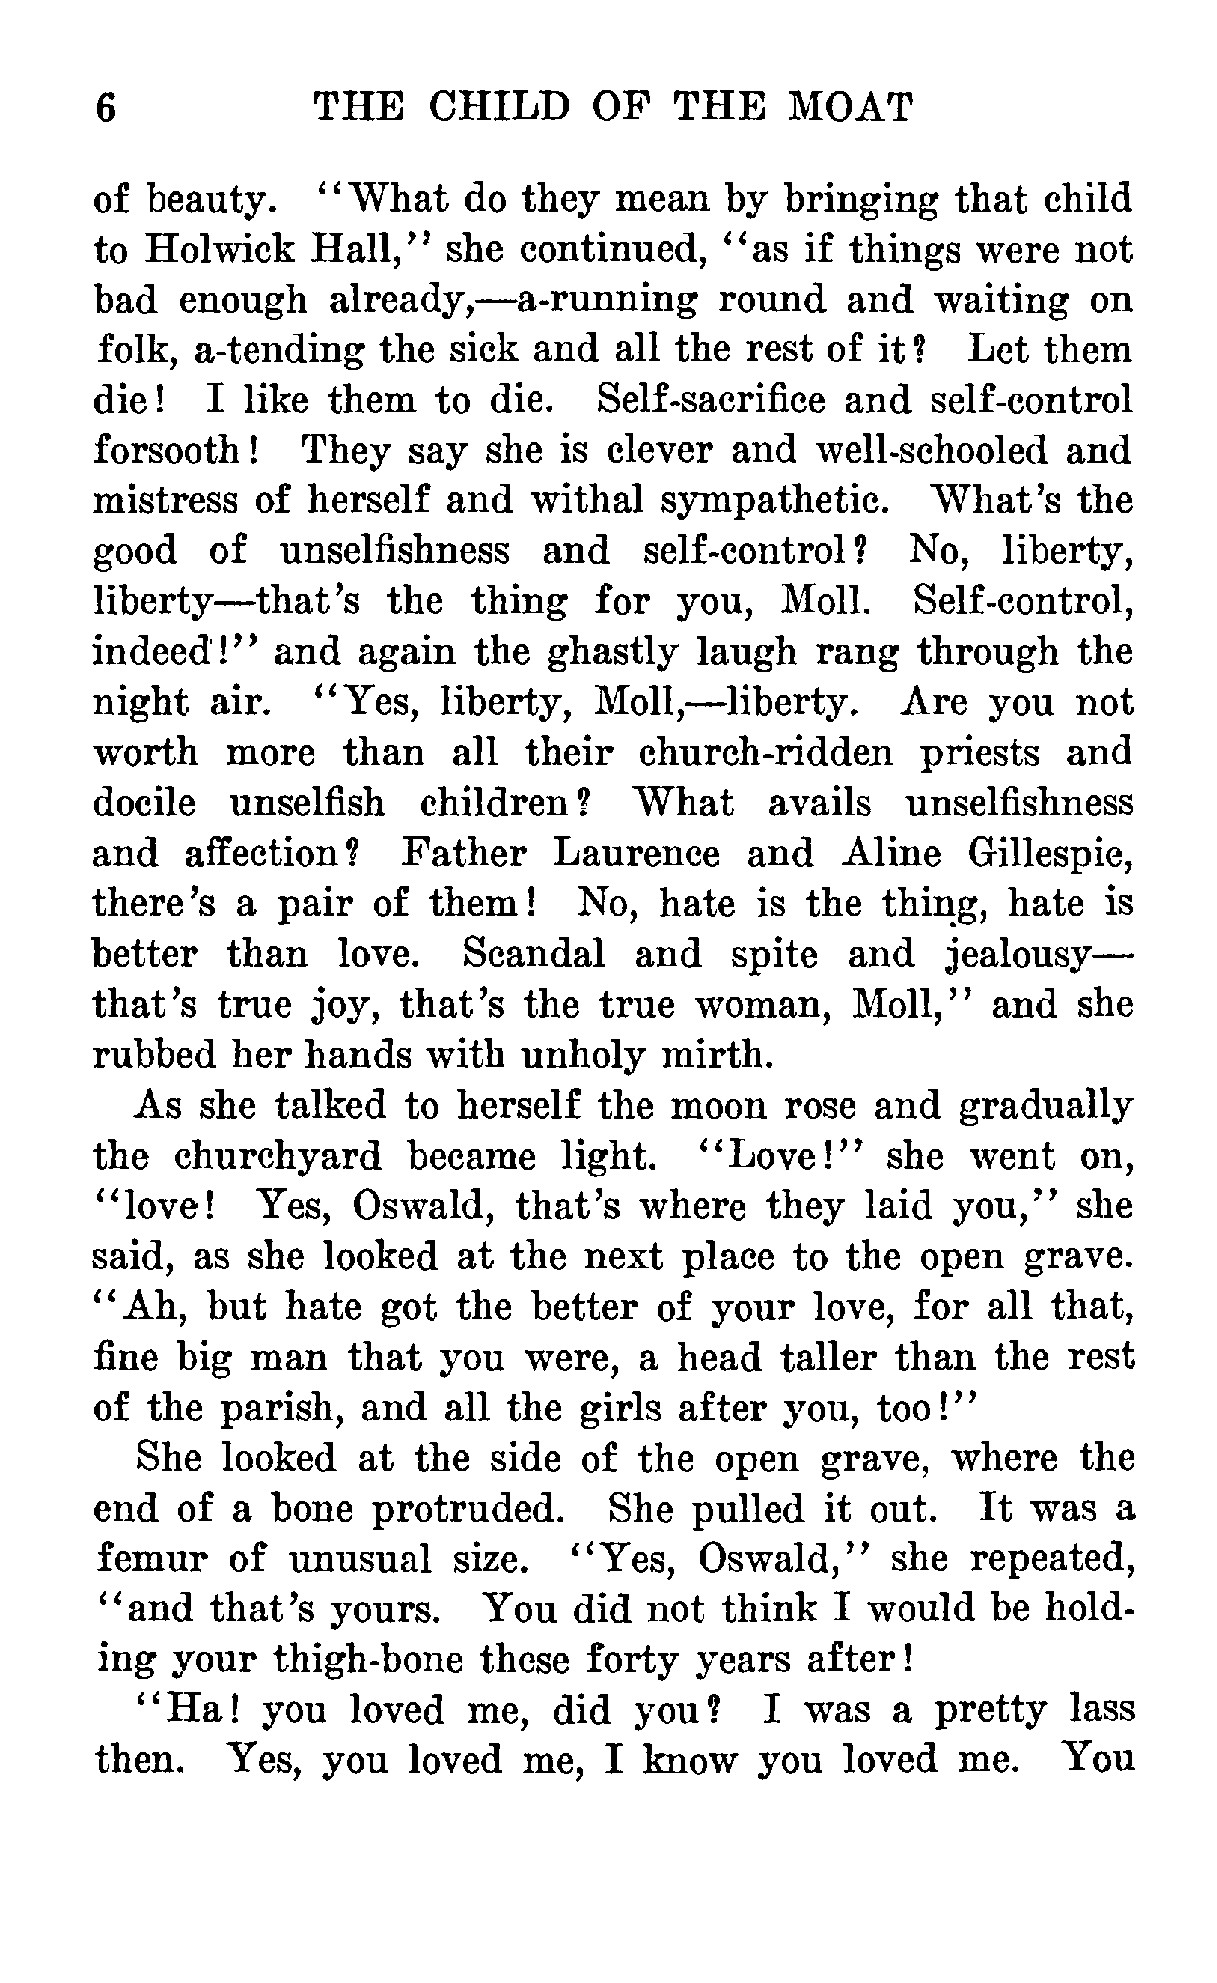 6 THE CHILD OF THE MOAT
of beauty. "What do they mean by bringing that child
to Holwick Hall," she continued, "as if things were not
bad enough already,—a-running round and waiting on
folk, a-tending the sick and all the rest of it? Let them
die! I like them to die. Self-sacrifice and self-control
forsooth! They say she is clever and well-schooled and
mistress of herself and withal sympathetic. What's the
good of unselfishness and self-control? No, liberty,
liberty—that's the thing for you, Moll. Self-control,
indeed!" and again the ghastly laugh rang through the
night air. "Yes, liberty, Moll,—liberty. Are you not
worth more than all their church-ridden priests and
docile unselfish children? What avails unselfishness
and affection? Father Laurence and Aline Gillespie,
there's a pair of them! No, hate is the thing, hate is
better than love. Scandal and spite and jealousy—
that's true joy, that's the true woman, Moll," and she
rubbed her hands with unholy mirth.
As she talked to herself the moon rose and gradually
the churchyard became light. "Love!" she went on,
"love! Yes, Oswald, that's where they laid you," she
said, as she looked at the next place to the open grave.
"Ah, but hate got the better of your love, for all that,
fine big man that you were, a head taller than the rest
of the parish, and all the girls after you, too!"
She looked at the side of the open grave, where the
end of a bone protruded. She pulled it out. It was a
femur of unusual size. "Yes, Oswald," she repeated,
"and that's yours. You did not think I would be hold-
ing your thigh-bone these forty years after!
"Ha! you loved me, did you? I was a pretty lass
then. Yes, you loved me, I know you loved me. You